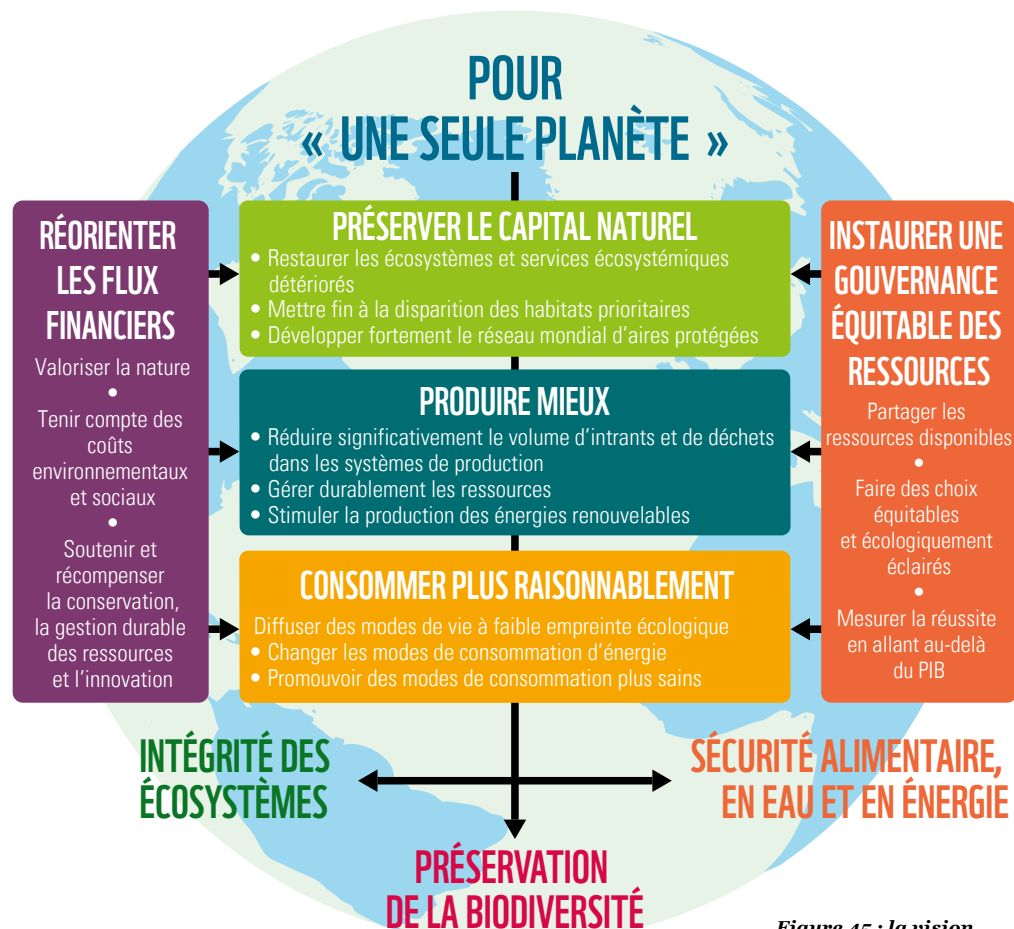 POUR
« UNE SEULE PLANÈTE »
RÉORIENTER
LES FLUX
FINANCIERS
Valoriser la nature
•
Tenir compte des
coûts
environnementaux
et sociaux
•
Soutenir et
récompenser
la conservation,
la gestion durable
des ressources
et l'innovation
PRÉSERVER LE CAPITAL NATUREL
• Restaurer les écosystèmes et services écosystémiques
détériorés
• Mettre fin à la disparition des habitats prioritaires
• Développer fortement le réseau mondial d'aires protégées
PRODUIRE MIEUX
• Réduire significativement le volume d'intrants et de déchets
dans les systèmes de production
• Gérer durablement les ressources
• Stimuler la production des énergies renouvelables
CONSOMMER PLUS RAISONNABLEMENT
Diffuser des modes de vie à faible empreinte écologique
• Changer les modes de consommation d'énergie
• Promouvoir des modes de consommation plus sains
INSTAURER UNE
GOUVERNANCE
ÉQUITABLE DES
RESSOURCES
Partager les
ressources disponibles
•
Faire des choix
équitables
et écologiquement
éclairés
•
Mesurer la réussite
en allant au-delà
du PIB
INTÉGRITÉ DES
ÉCOSYSTÈMES
SÉCURITÉ ALIMENTAIRE,
EN EAU ET EN ÉNERGIE
PRÉSERVATION
DE LA BIODIVERSITÉ
Figure 45 : la vision